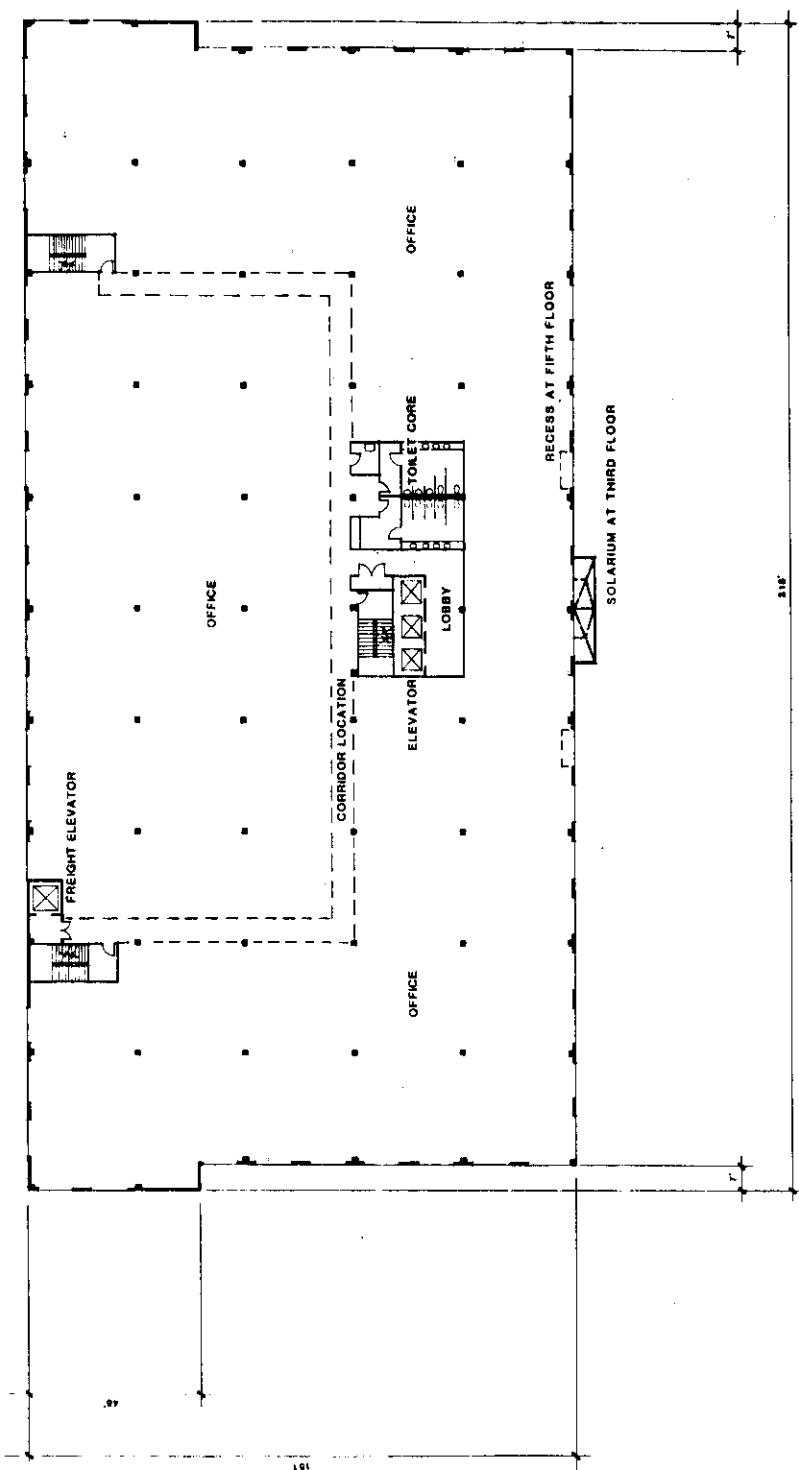 OFFICE
RECESS AT FIFTH FLOOR
SOLARIUM AT THIRD FLOOR
TOILET CORE
OFFICE
LOBBY
ELEVATOR
CORRIDOR LOCATION
FREIGHT ELEVATOR
OFFICE
7'
7'